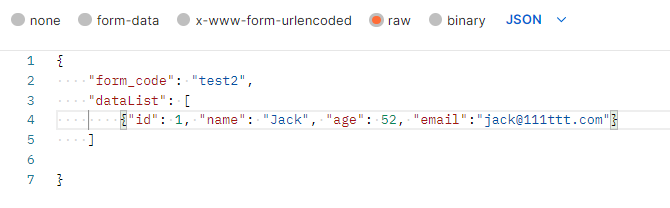 none form-data x-www-form-urlencoded raw binary JSON
1 {
2 "form_code": "test2",
3 "dataList": [
4 {"id": 1, "name": "Jack", "age": 52, "email":"jack@111ttt.com"}
5 ]
6
7 }